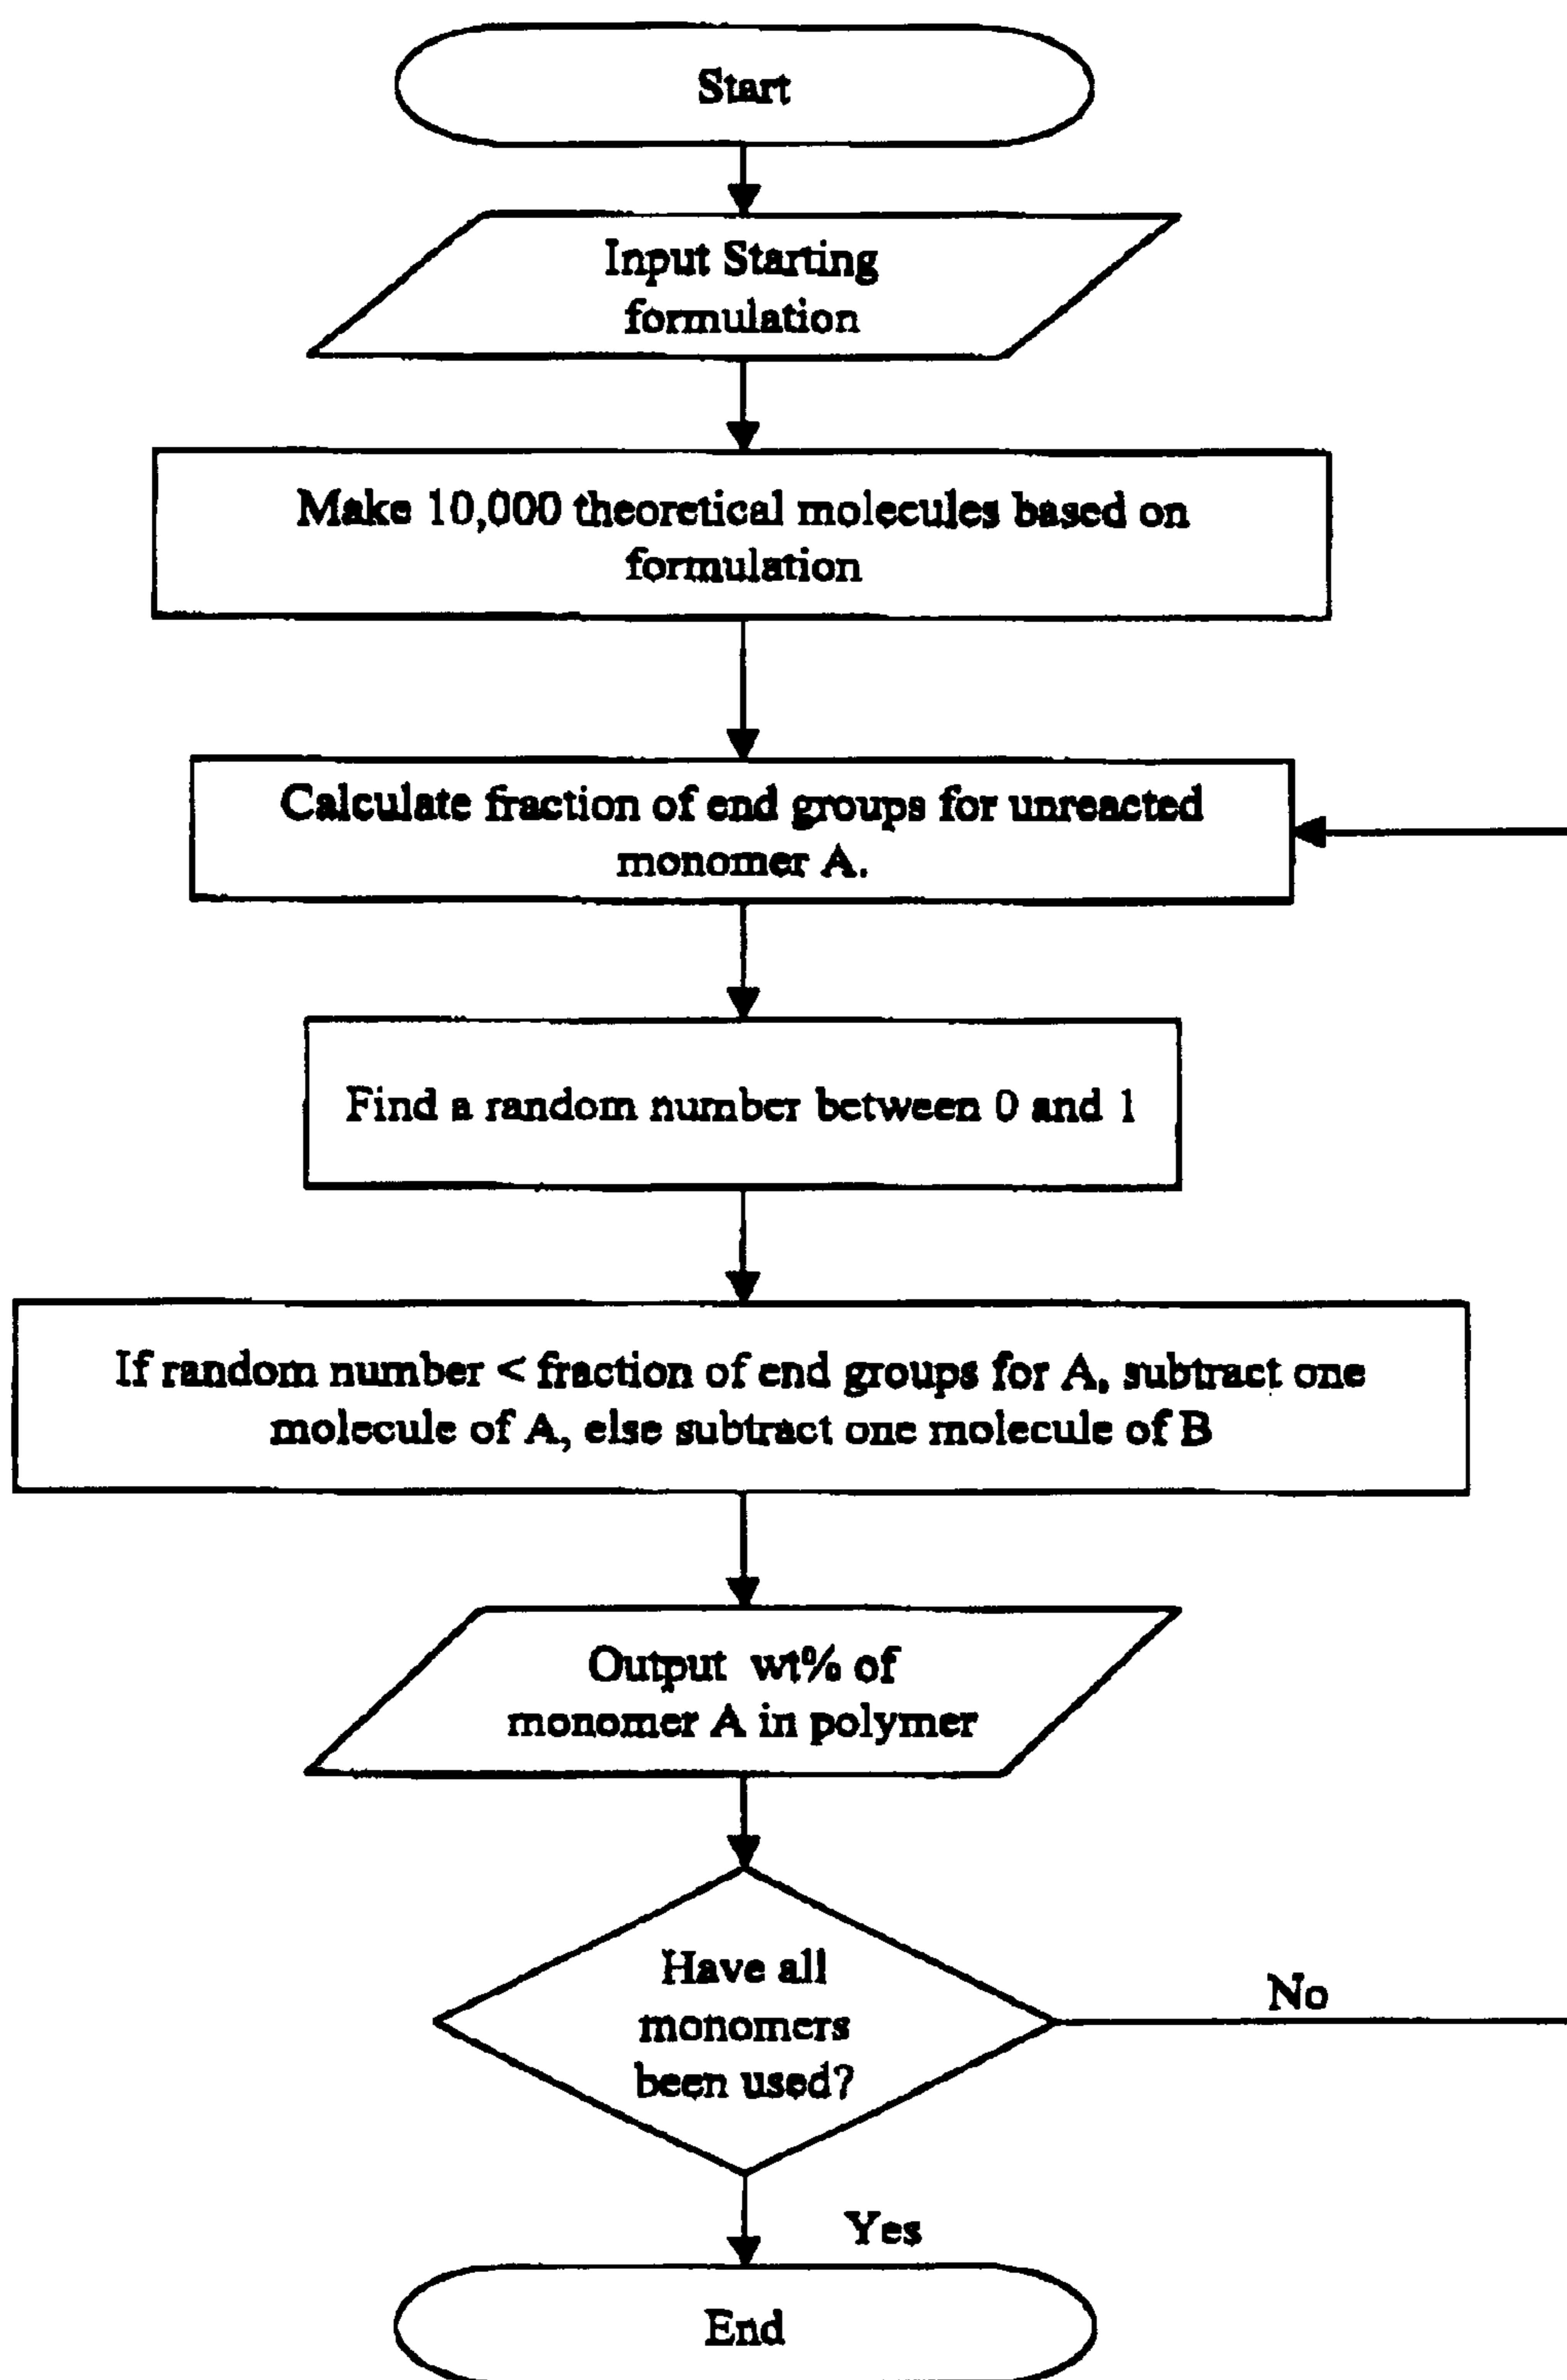 Start
Input Starting
formulation
Make 10,000 theoretical molecules based on
formulation
Calculate fraction of end groups for unreacted
monomer A.
Find a random number between 0 and 1
If random number < fraction of end groups for A, subtract one
molecule of A, else subtract one molecule of B
Output wt% of
monomer A in polymer
Have all
monomers
been used?
No
Yes
End